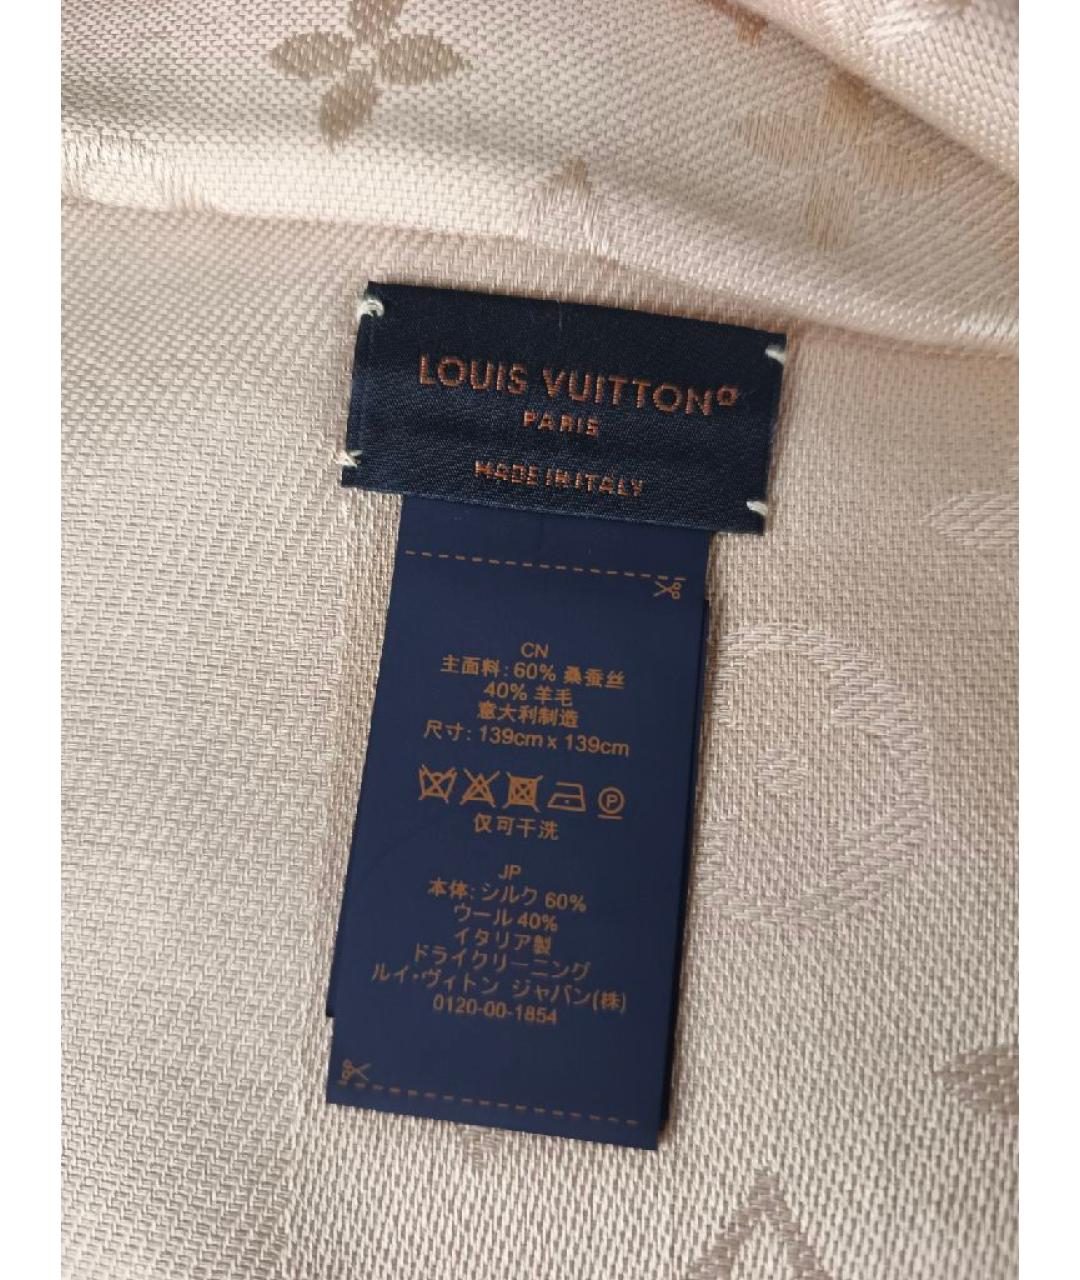 LOUIS VUITTON®
PARIS
MADE IN ITALY
CN
主面料: 60% 桑蚕丝
40% 羊毛
意大利制造
尺寸: 139cm x 139cm
P
仅可干洗
JP
本体: シルク 60%
ウール 40%
イタリア製
ドライクリーニング
ルイ・ヴィトン ジャパン(株)
0120-00-1854